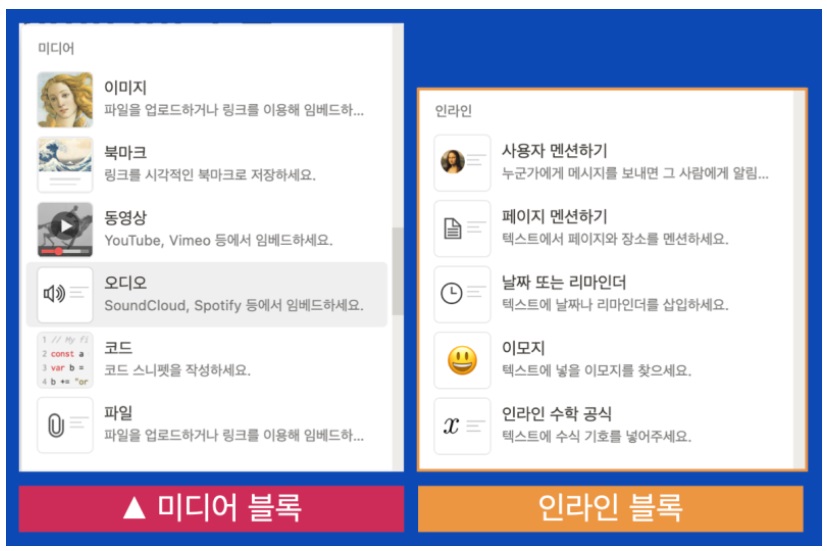 미디어
이미지
파일을 업로드하거나 링크를 이용해 임베드하...
북마크
링크를 시각적인 북마크로 저장하세요.
동영상
YouTube, Vimeo 등에서 임베드하세요.
오디오
SoundCloud, Spotify 등에서 임베드하세요.
1 // My fi
2 const a
3 var b =
4 b += "or
코드
코드 스니펫을 작성하세요.
파일
파일을 업로드하거나 링크를 이용해 임베드하...
▲ 미디어 블록
인라인
사용자 멘션하기
누군가에게 메시지를 보내면 그 사람에게 알림...
페이지 멘션하기
텍스트에서 페이지와 장소를 멘션하세요.
날짜 또는 리마인더
텍스트에 날짜나 리마인더를 삽입하세요.
이모지
텍스트에 넣을 이모지를 찾으세요.
x
인라인 수학 공식
텍스트에 수식 기호를 넣어주세요.
인라인 블록